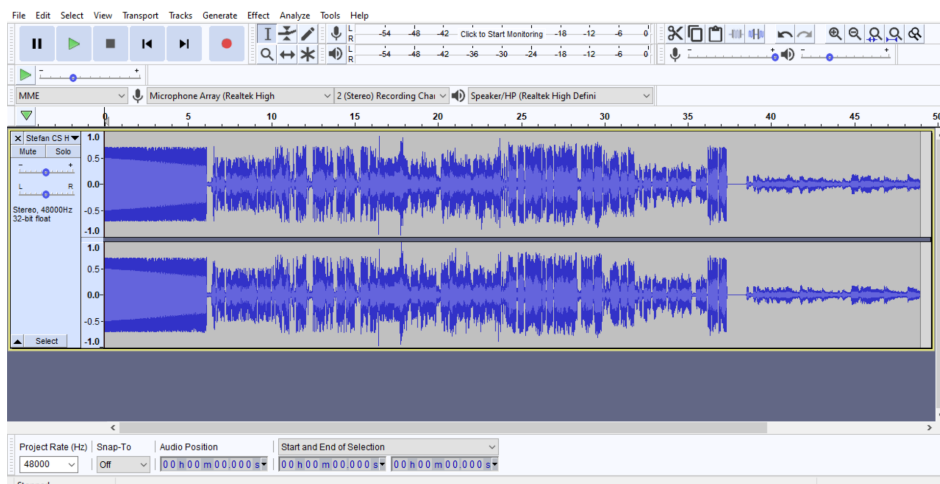 File Edit Select View Transport Tracks Generate Effect Analyze Tools Help
L
R
-54 -48 -42 Click to Start Monitoring -18 -12 -6 0
L
R
-54 -48 -42 -36 -30 -24 -18 -12 -6 0
- +
- +
- +
MME
Microphone Array (Realtek High
2 (Stereo) Recording Chai
Speaker/HP (Realtek High Defini
0 5 10 15 20 25 30 35 40 45 50
Stefan CS H
Mute Solo
- +
L R
Stereo, 48000Hz
32-bit float
1.0
0.5
0.0
-0.5
-1.0
1.0
0.5
0.0
-0.5
-1.0
Select
Project Rate (Hz) Snap-To Audio Position Start and End of Selection
48000 Off 00 h 00 m 00.000 s 00 h 00 m 00.000 s 00 h 00 m 00.000 s